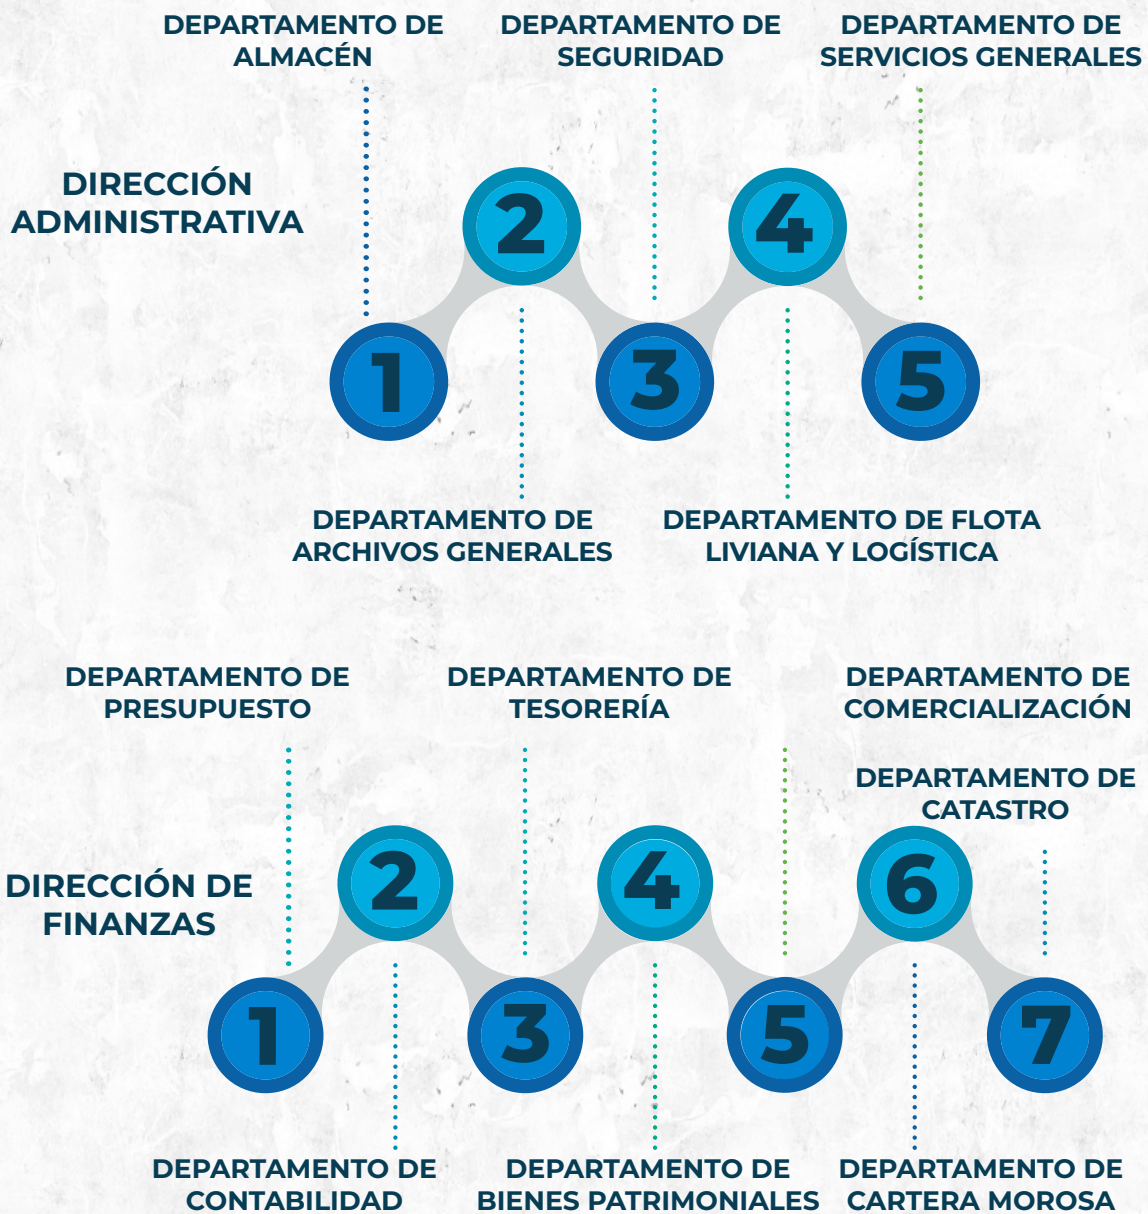 DEPARTAMENTO DE
ALMACÉN
DEPARTAMENTO DE
SEGURIDAD
DEPARTAMENTO DE
SERVICIOS GENERALES
DIRECCIÓN
ADMINISTRATIVA
2
4
1
3
5
DEPARTAMENTO DE
ARCHIVOS GENERALES
DEPARTAMENTO DE FLOTA
LIVIANA Y LOGÍSTICA
DEPARTAMENTO DE
PRESUPUESTO
DEPARTAMENTO DE
TESORERÍA
DEPARTAMENTO DE
COMERCIALIZACIÓN
DEPARTAMENTO DE
CATASTRO
DIRECCIÓN DE
FINANZAS
2
4
6
1
3
5
7
DEPARTAMENTO DE
CONTABILIDAD
DEPARTAMENTO DE
BIENES PATRIMONIALES
DEPARTAMENTO DE
CARTERA MOROSA